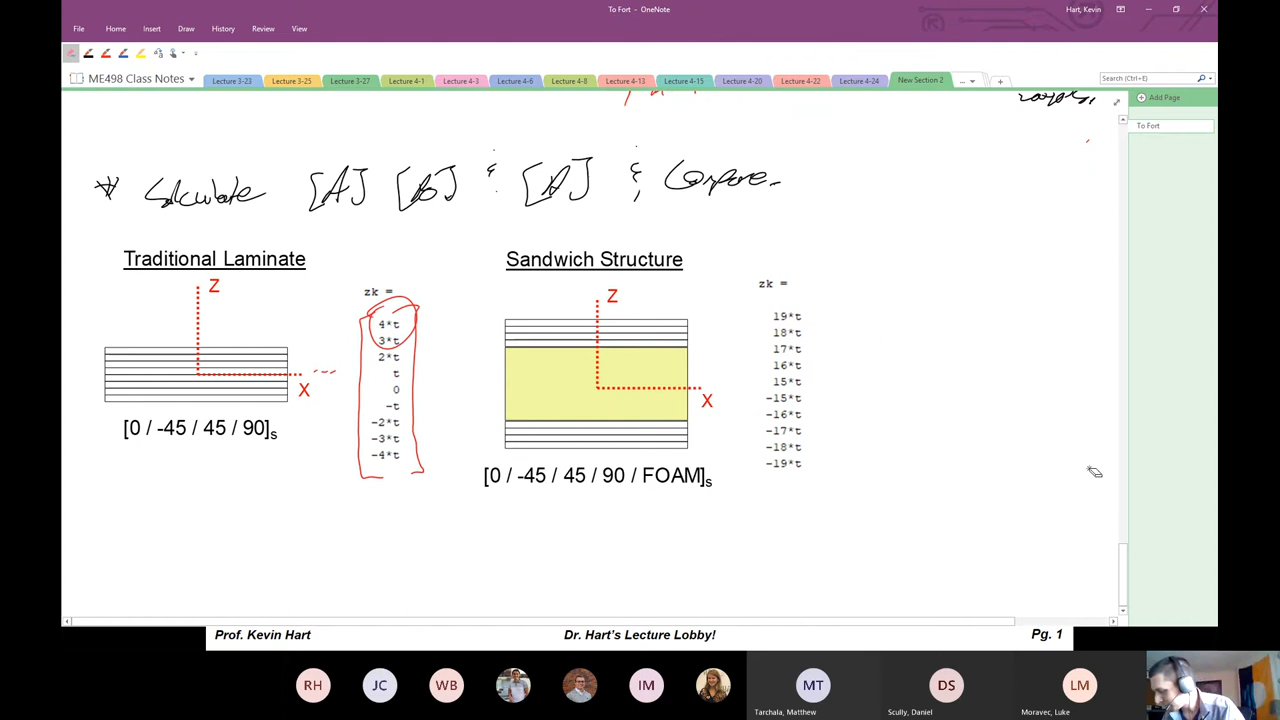 To Fort - OneNote
Hart, Kevin
File Home Insert Draw Review History Review View
ME498 Class Notes
Lecture 3-23 Lecture 3-25 Lecture 3-27 Lecture 4-1 Lecture 4-3 Lecture 4-6 Lecture 4-8 Lecture 4-13 Lecture 4-15 Lecture 4-20 Lecture 4-22 Lecture 4-24 New Section 2 ...
Search (Ctrl+E)
Add Page
To Fort
Calculate [A] [B] & [D] & Compare.
Traditional Laminate
Z
X
[0 / -45 / 45 / 90]s
zk =
4*t
3*t
2*t
t
0
-t
-2*t
-3*t
-4*t
Sandwich Structure
Z
X
[0 / -45 / 45 / 90 / FOAM]s
zk =
19*t
18*t
17*t
16*t
15*t
-15*t
-16*t
-17*t
-18*t
-19*t
Prof. Kevin Hart
Dr. Hart's Lecture Lobby!
Pg. 1
RH
JC
WB
IM
MT
DS
LM
Tarchala, Matthew
Scully, Daniel
Moravec, Luke